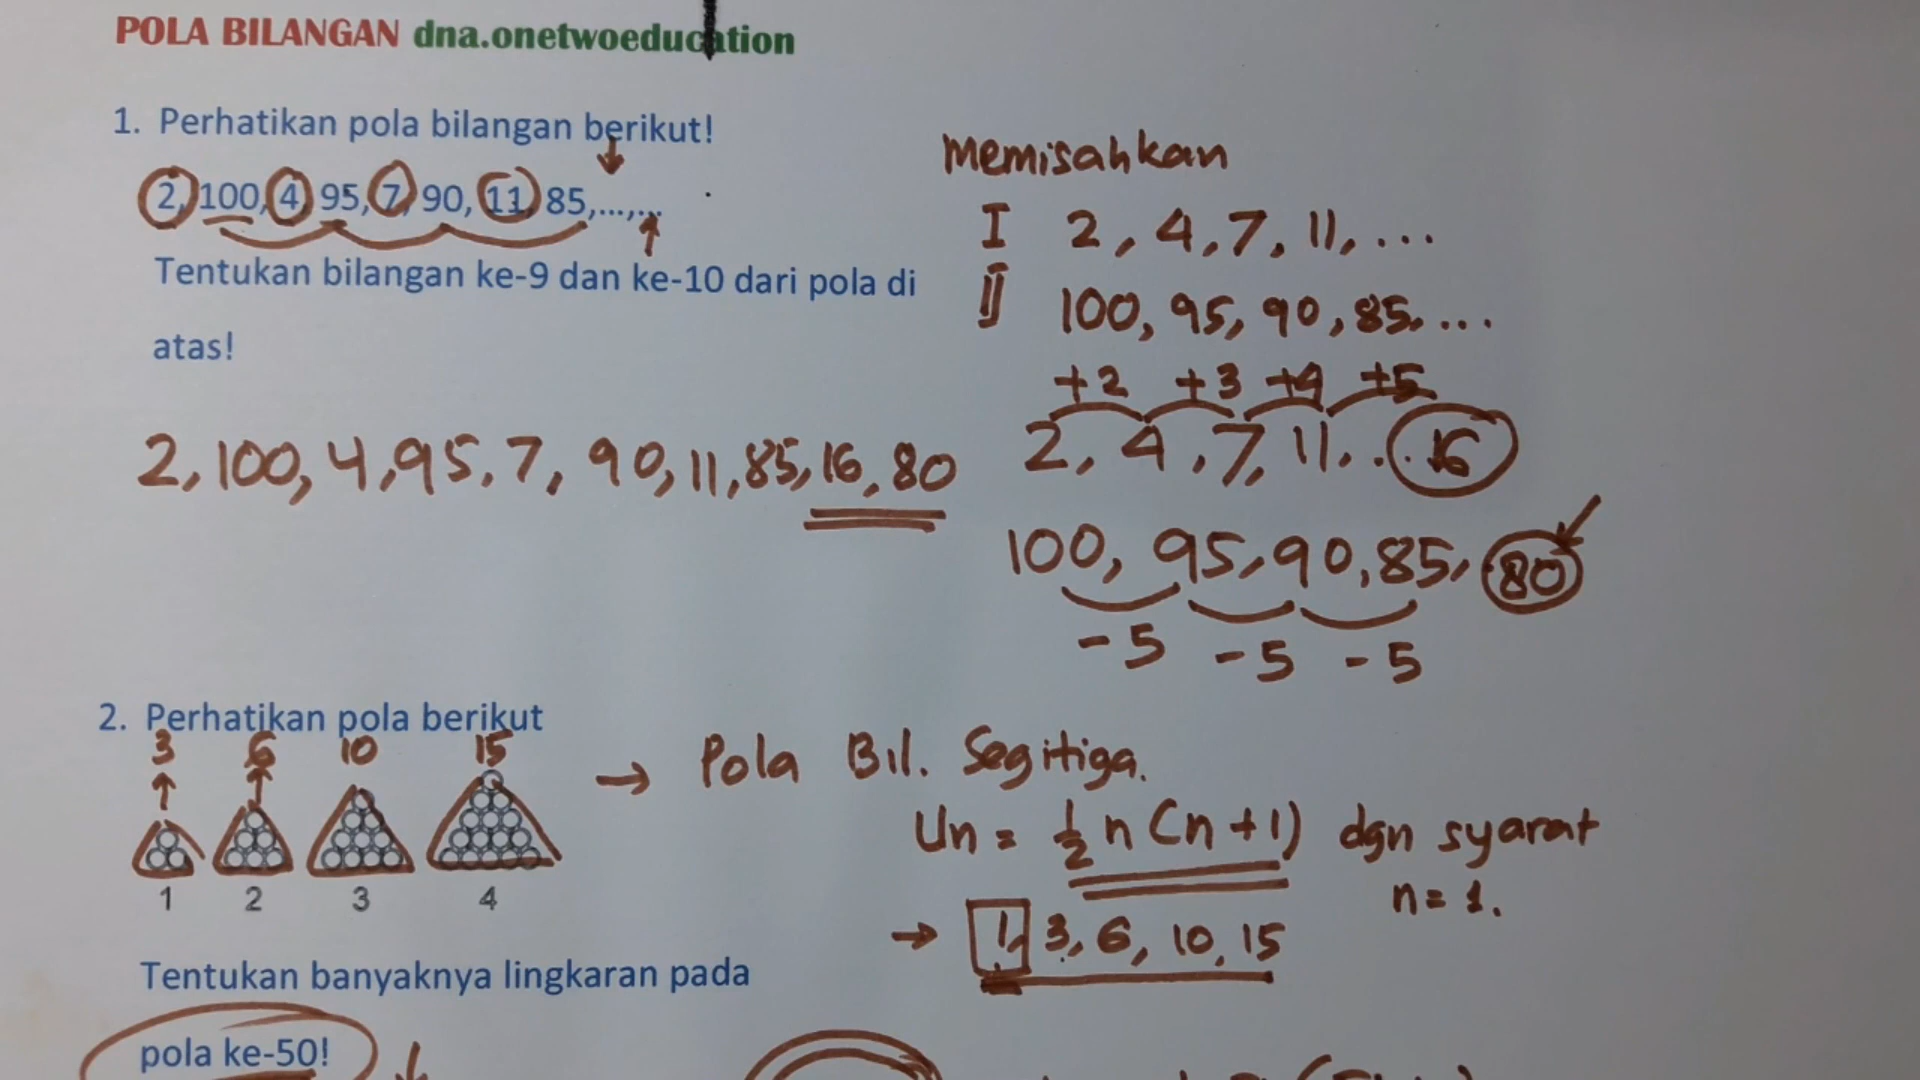 POLA BILANGAN dna.onetwoeducation
1. Perhatikan pola bilangan berikut!
2, 100, 4, 95, 7, 90, 11, 85,...,...
Tentukan bilangan ke-9 dan ke-10 dari pola di
atas!
2, 100, 4, 95, 7, 90, 11, 85, 16, 80
Memisahkan
I 2, 4, 7, 11, ...
II 100, 95, 90, 85, ...
+2 +3 +4 +5
2, 4, 7, 11, ... 16
100, 95, 90, 85, 80
-5 -5 -5
2. Perhatikan pola berikut
3 6 10 15
1 2 3 4
→ Pola Bil. Segitiga.
Un = 1/2 n (n + 1) dgn syarat
n = 1.
→ 1, 3, 6, 10, 15
Tentukan banyaknya lingkaran pada
pola ke-50!